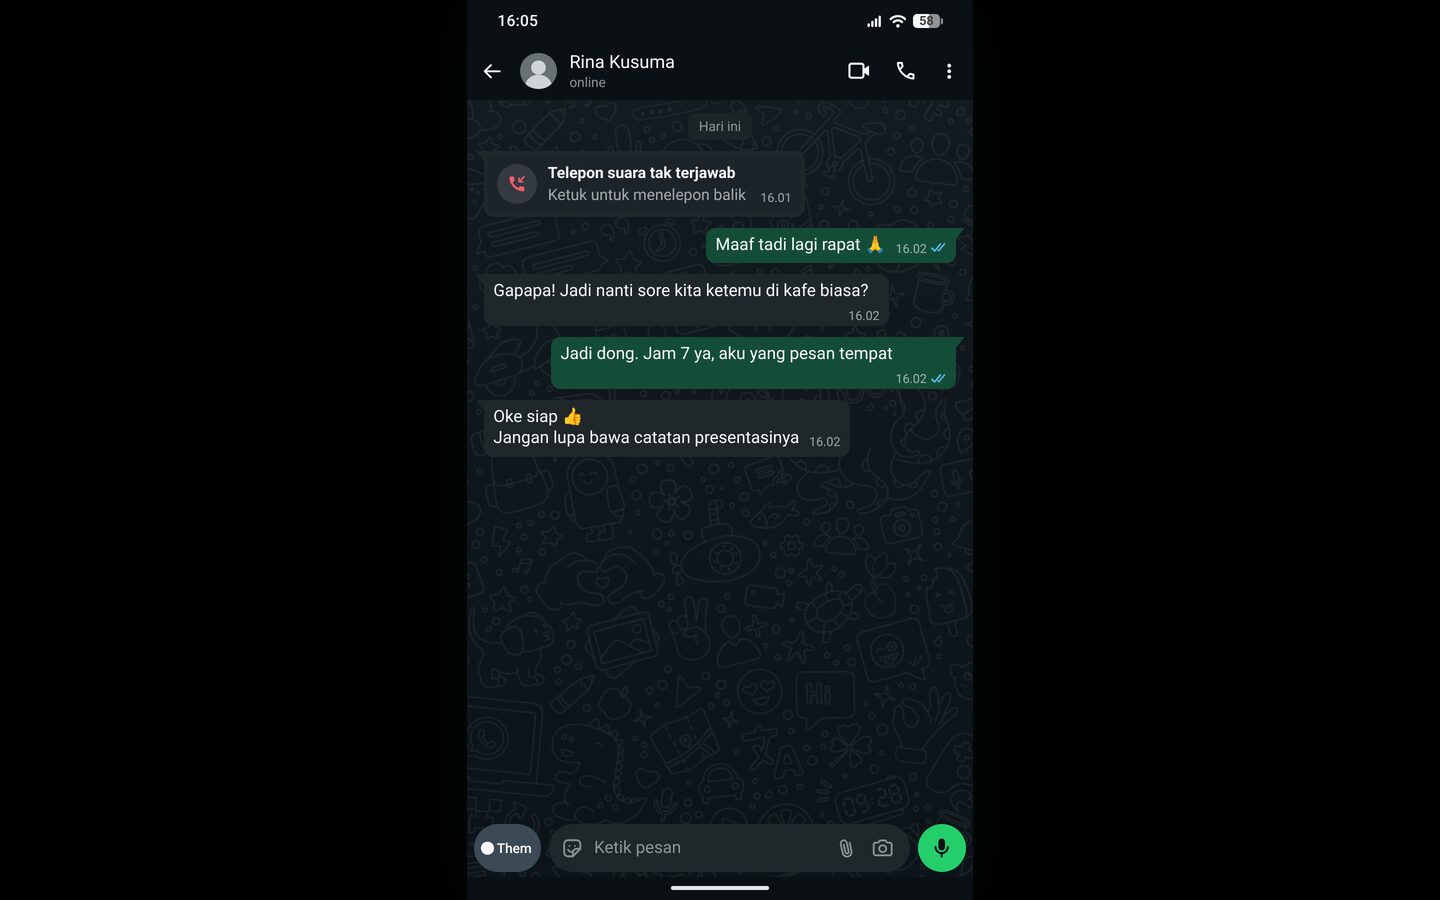 16:05
58
Rina Kusuma
online
Hari ini
Telepon suara tak terjawab
Ketuk untuk menelepon balik 16.01
Maaf tadi lagi rapat 🙏 16.02
Gapapa! Jadi nanti sore kita ketemu di kafe biasa?
16.02
Jadi dong. Jam 7 ya, aku yang pesan tempat
16.02
Oke siap 👍
Jangan lupa bawa catatan presentasinya 16.02
Hi
09:28
Them
Ketik pesan